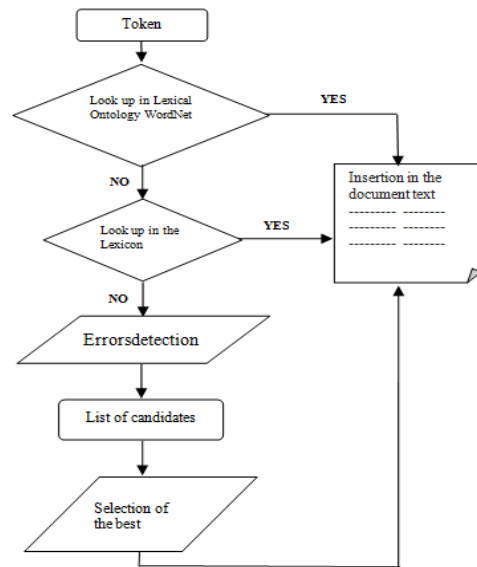 Token
Look up in Lexical
Ontology WordNet
YES
Insertion in the
document text
--------- --------
--------- --------
--------- --------
NO
Look up in the
Lexicon
YES
NO
Errorsdetection
List of candidates
Selection of
the best